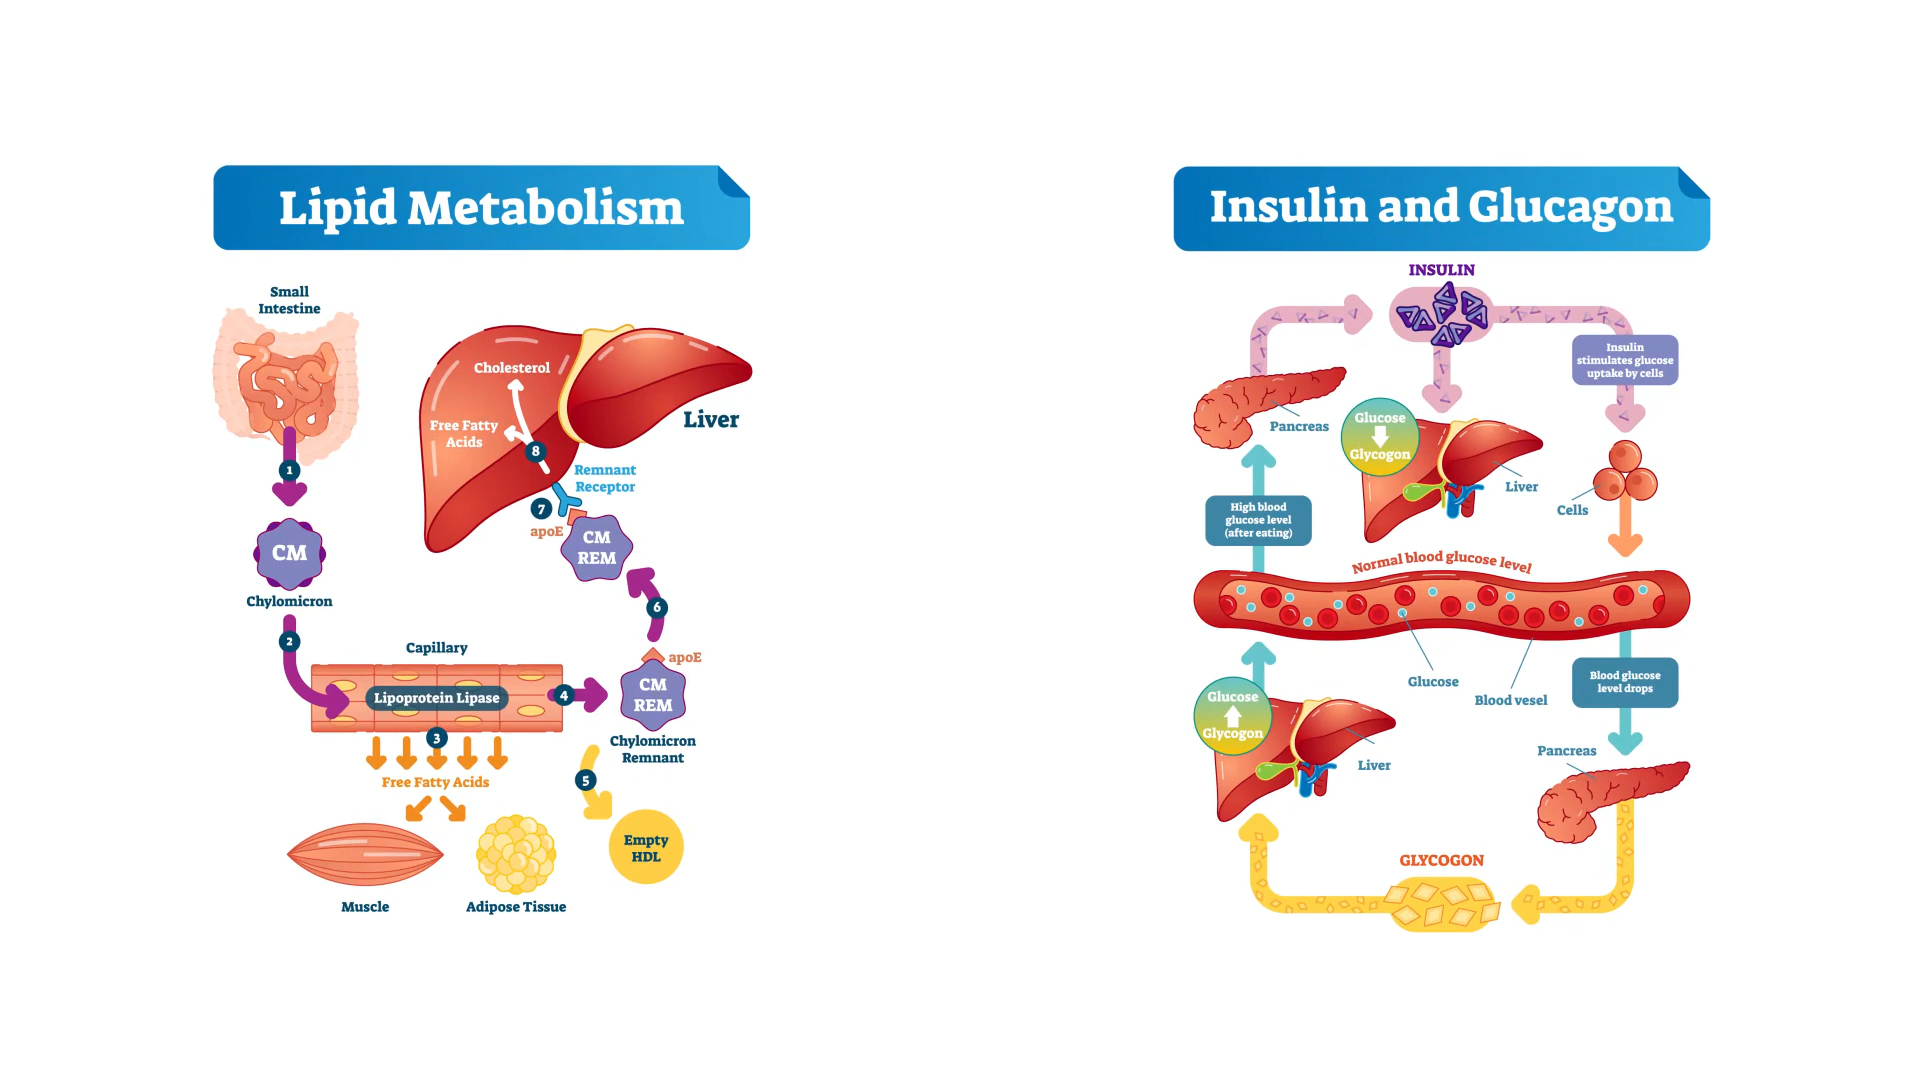 Lipid Metabolism
Small
Intestine
1
CM
Chylomicron
2
Capillary
Lipoprotein Lipase
3
Free Fatty Acids
Muscle
Adipose Tissue
4
CM
REM
apoE
Chylomicron
Remnant
5
Empty
HDL
6
CM
REM
apoE
7
Remnant
Receptor
8
Free Fatty
Acids
Cholesterol
Liver
Insulin and Glucagon
INSULIN
Insulin
stimulates glucose
uptake by cells
Pancreas
Glucose
Glycogon
Liver
Cells
High blood
glucose level
(after eating)
Normal blood glucose level
Glucose
Blood vesel
Blood glucose
level drops
Glucose
Glycogon
Liver
Pancreas
GLYCOGON